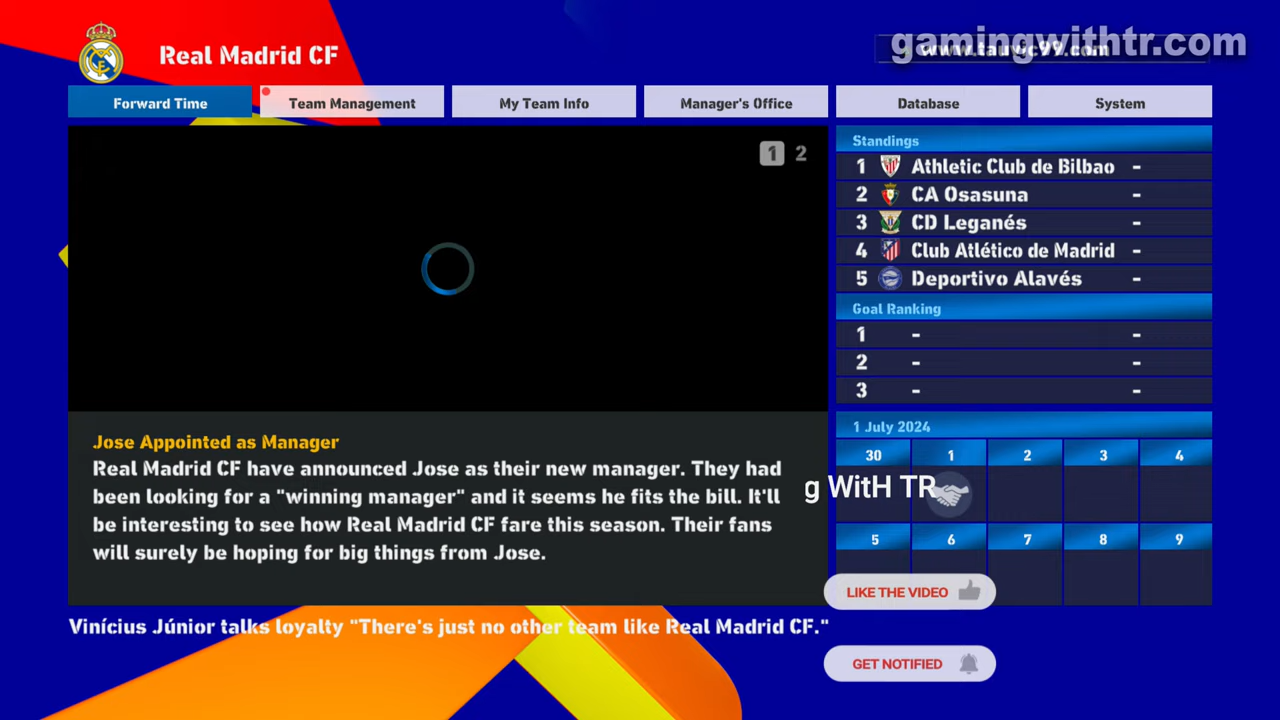 Real Madrid CF
gamingwithtr.com
www.tauvic99.com
Forward Time
Team Management
My Team Info
Manager's Office
Database
System
1 2
Standings
1 Athletic Club de Bilbao -
2 CA Osasuna -
3 CD Leganés -
4 Club Atlético de Madrid -
5 Deportivo Alavés -
Goal Ranking
1 - -
2 - -
3 - -
Jose Appointed as Manager
Real Madrid CF have announced Jose as their new manager. They had
been looking for a "winning manager" and it seems he fits the bill. It'll
be interesting to see how Real Madrid CF fare this season. Their fans
will surely be hoping for big things from Jose.
1 July 2024
30 1 2 3 4
g WitH TR
5 6 7 8 9
LIKE THE VIDEO
Vinícius Júnior talks loyalty "There's just no other team like Real Madrid CF."
GET NOTIFIED